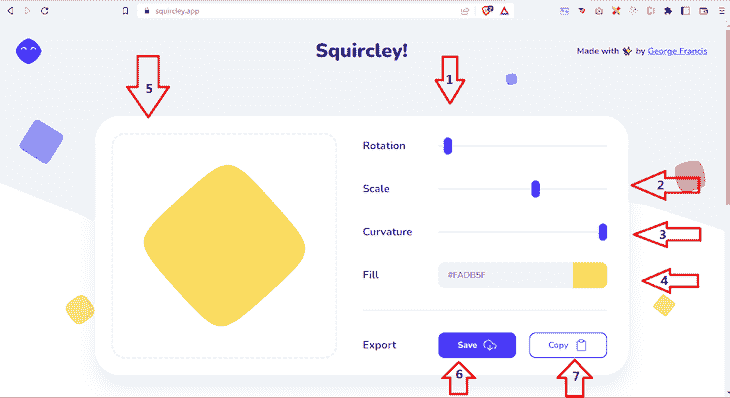 squircley.app
Squircley!
Made with by George Francis
5
1
Rotation
Scale
2
Curvature
3
Fill
#FADB5F
4
Export
Save
Copy
6
7